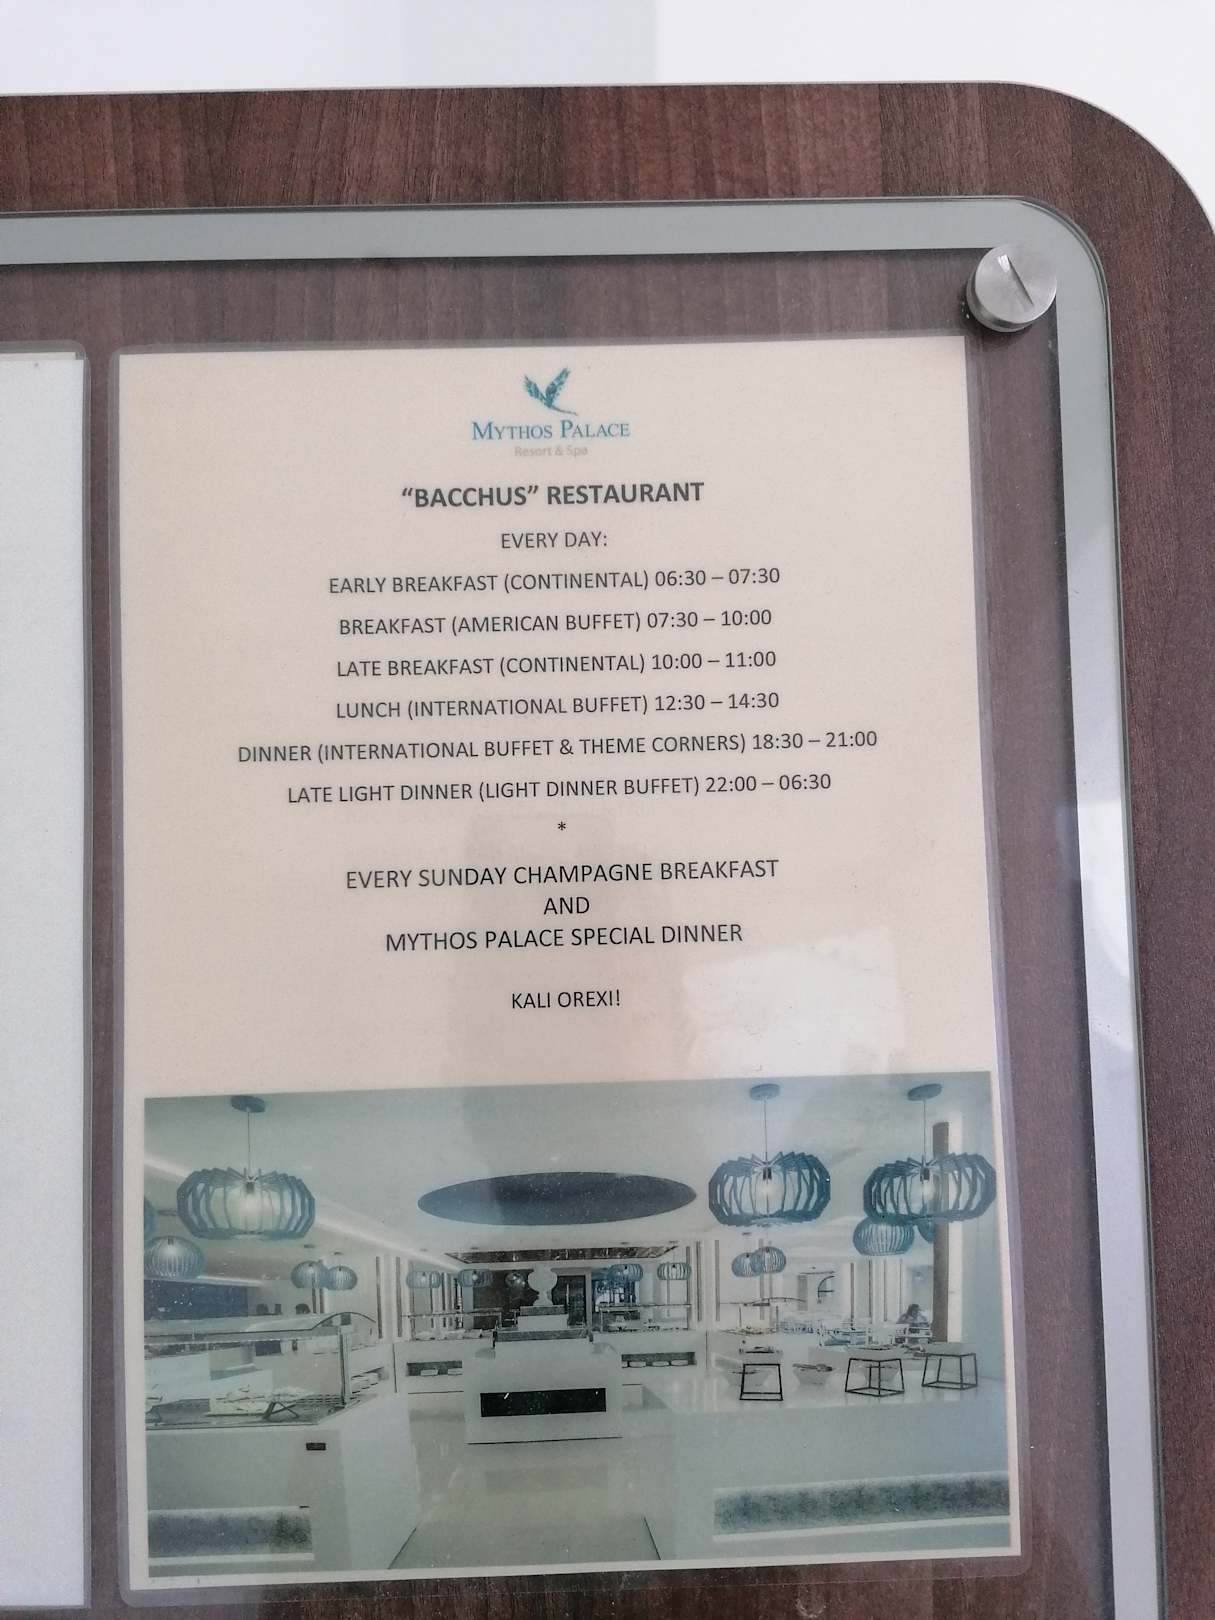 MYTHOS PALACE
Resort & Spa
“BACCHUS” RESTAURANT
EVERY DAY:
EARLY BREAKFAST (CONTINENTAL) 06:30 – 07:30
BREAKFAST (AMERICAN BUFFET) 07:30 – 10:00
LATE BREAKFAST (CONTINENTAL) 10:00 – 11:00
LUNCH (INTERNATIONAL BUFFET) 12:30 – 14:30
DINNER (INTERNATIONAL BUFFET & THEME CORNERS) 18:30 – 21:00
LATE LIGHT DINNER (LIGHT DINNER BUFFET) 22:00 – 06:30
*
EVERY SUNDAY CHAMPAGNE BREAKFAST
AND
MYTHOS PALACE SPECIAL DINNER
KALI OREXI!